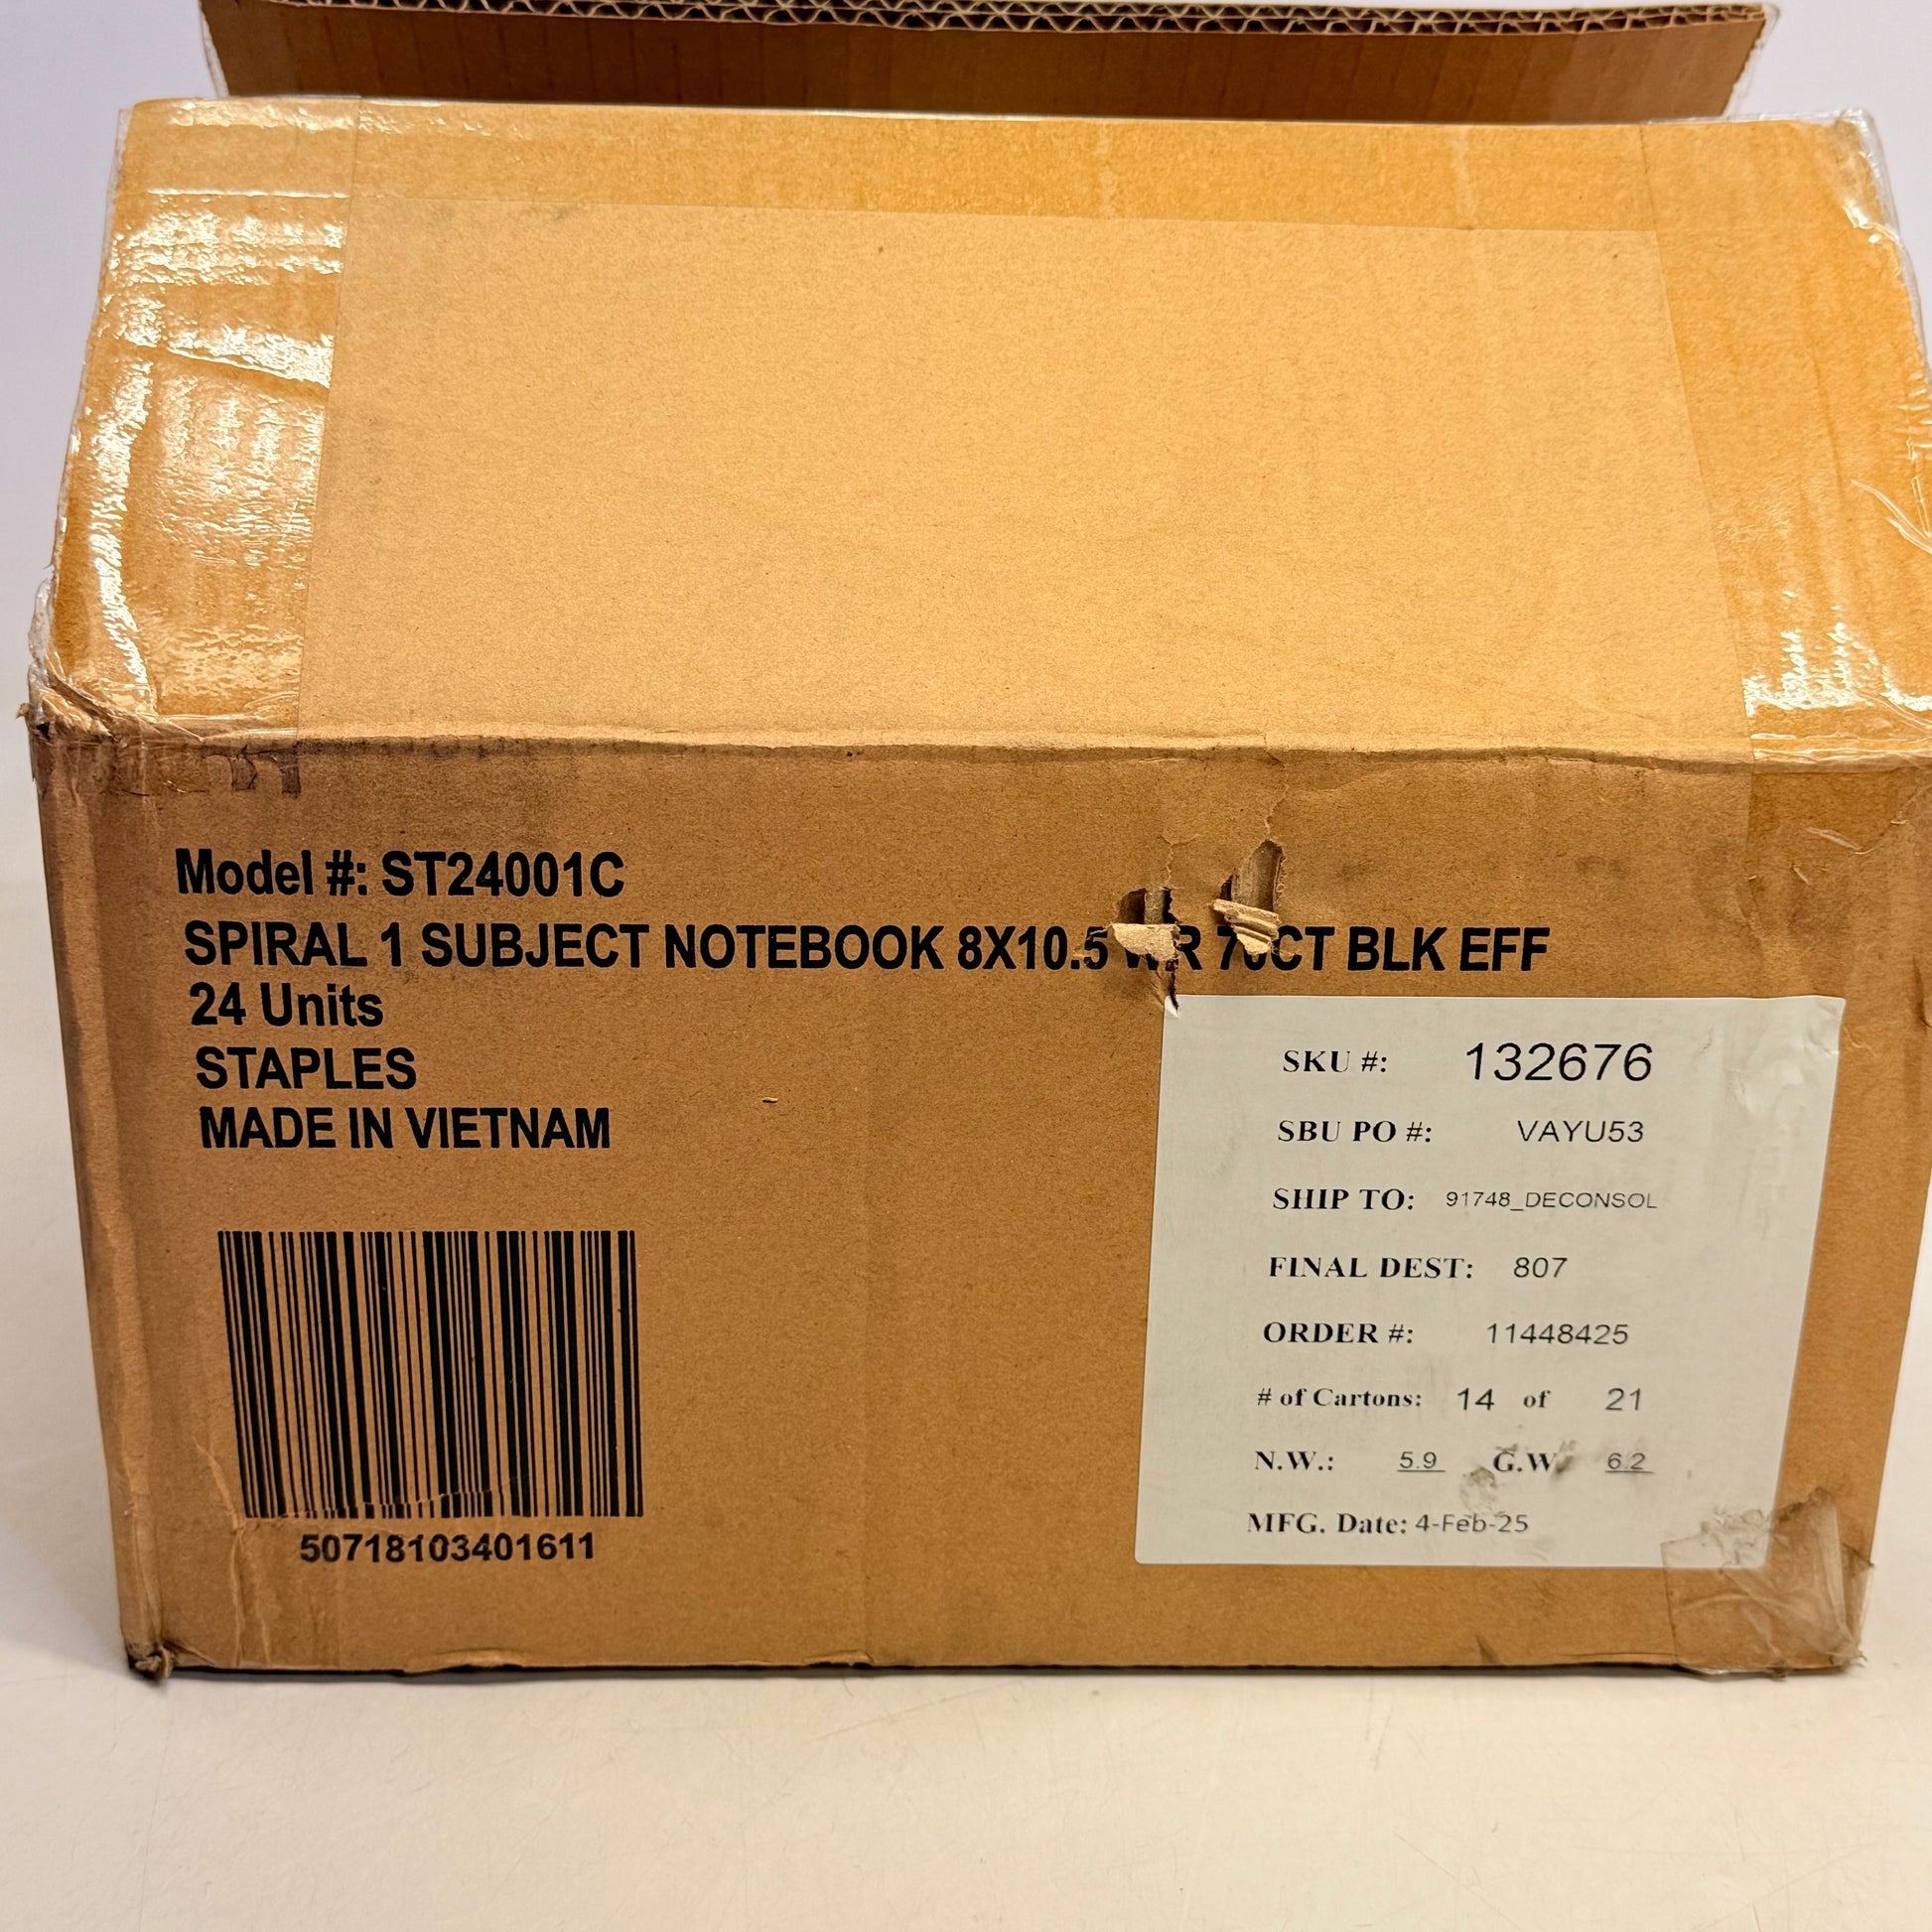 Model #: ST24001C
SPIRAL 1 SUBJECT NOTEBOOK 8X10.5 CT BLK EFF
24 Units
STAPLES
MADE IN VIETNAM
50718103401611
SKU #: 132676
SBU PO #: VAYU53
SHIP TO: 91748_DECONSOL
FINAL DEST: 807
ORDER #: 11448425
# of Cartons: 14 of 21
N.W.: 5.9 G.W 6.2
MFG. Date: 4-Feb-25